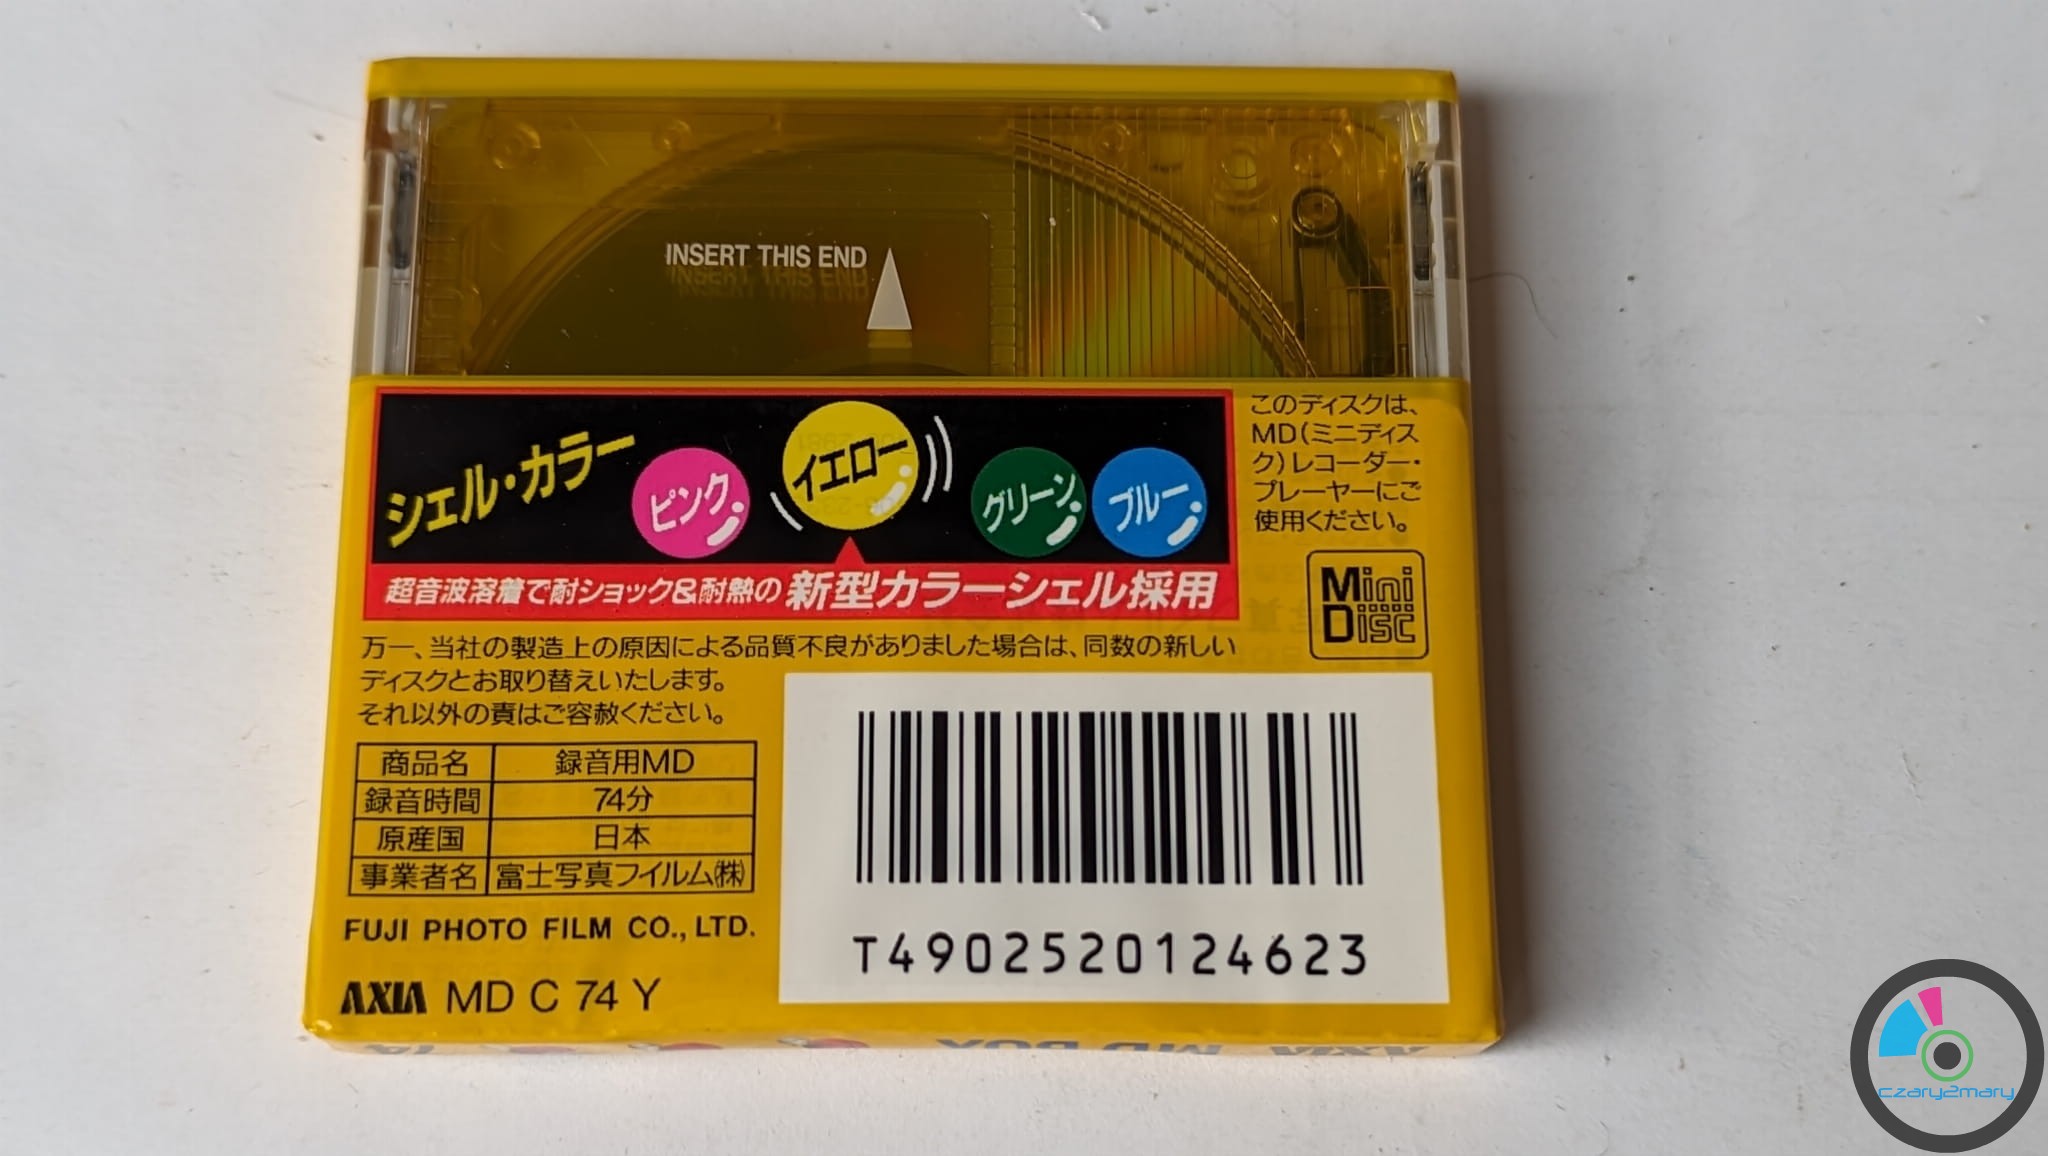 INSERT THIS END
シェル・カラー
ピンク
イエロー
グリーン
ブルー
超音波溶着で耐ショック&耐熱の新型カラーシェル採用
このディスクは、
MD(ミニディス
ク)レコーダー・
プレーヤーにご
使用ください。
Mini
Disc
万一、当社の製造上の原因による品質不良がありました場合は、同数の新しい
ディスクとお取り替えいたします。
それ以外の責はご容赦ください。
商品名 録音用MD
録音時間 74分
原産国 日本
事業者名 富士写真フイルム㈱
FUJI PHOTO FILM CO., LTD.
AXIA MD C 74 Y
T4902520124623
czary2mary